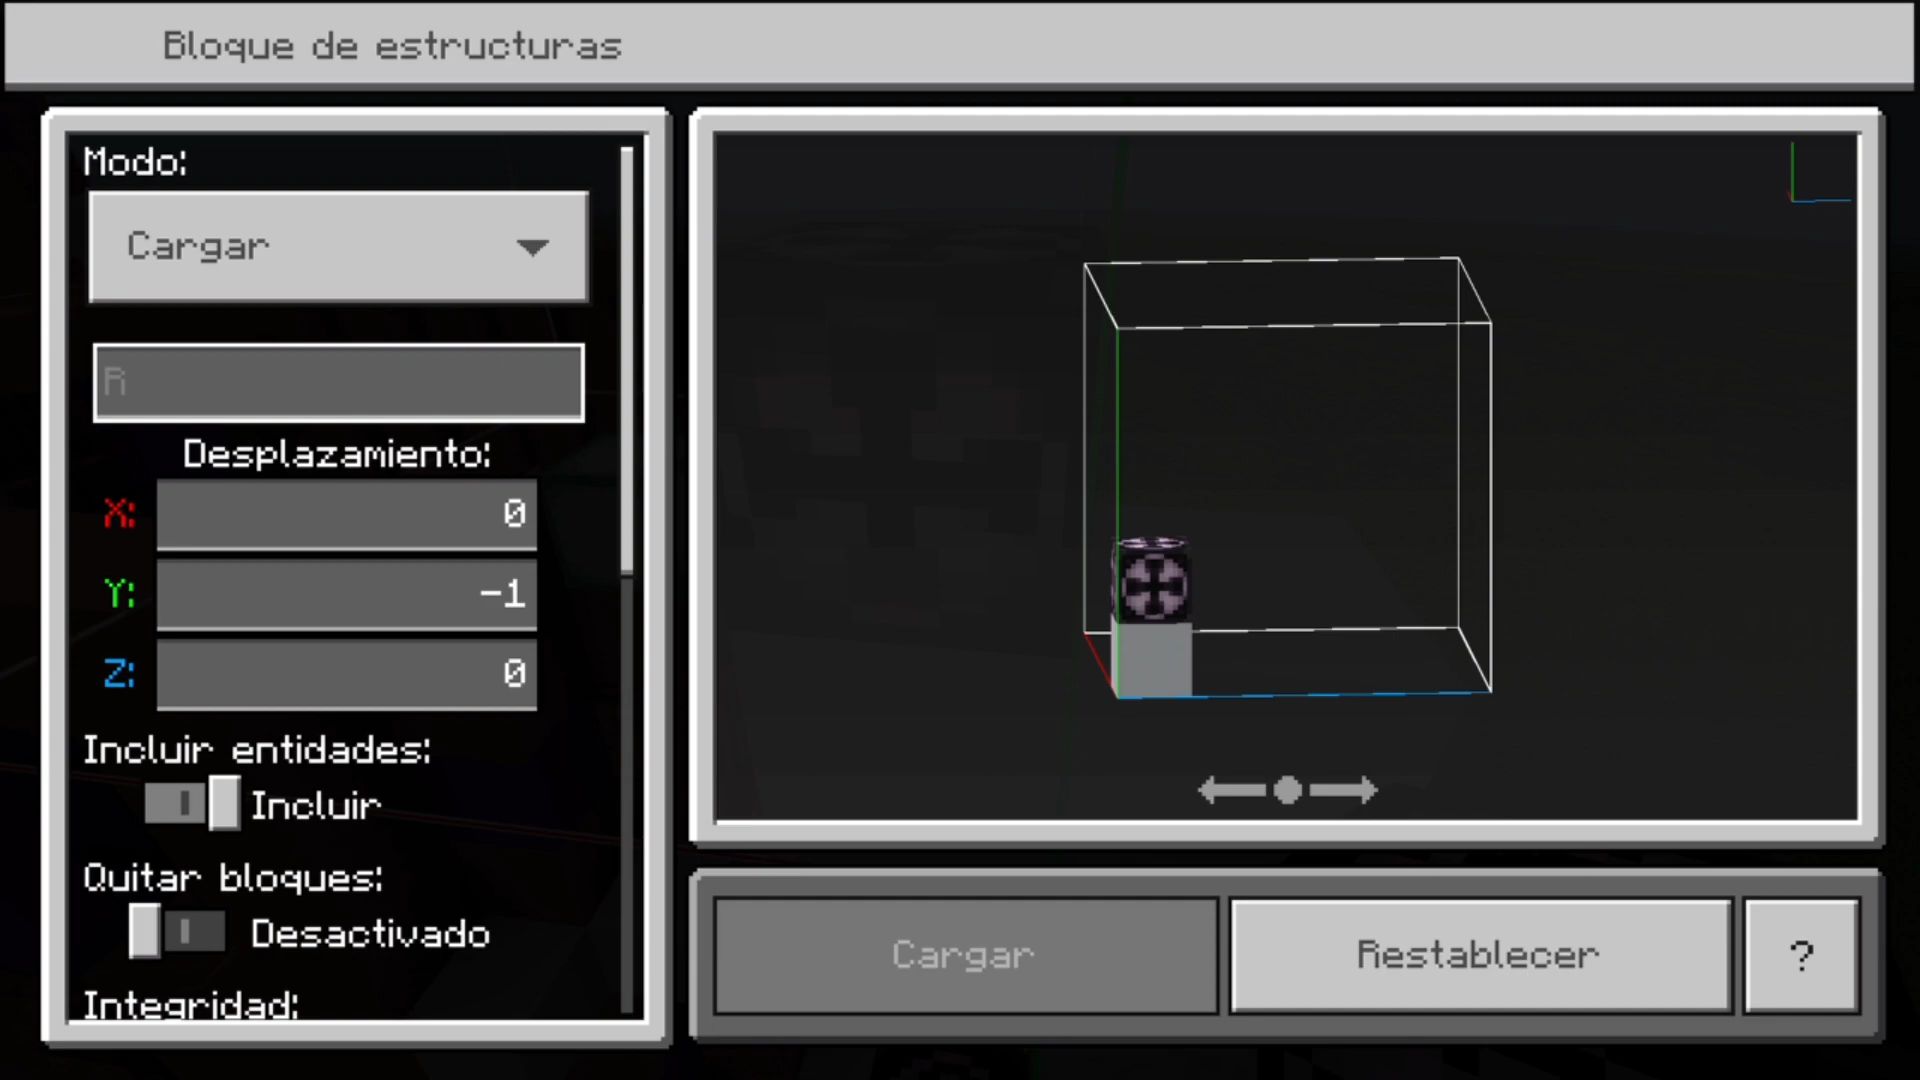 Bloque de estructuras
Modo:
Cargar
R
Desplazamiento:
X: 0
Y: -1
Z: 0
Incluir entidades:
Incluir
Quitar bloques:
Desactivado
Integridad:
Cargar
Restablecer
?